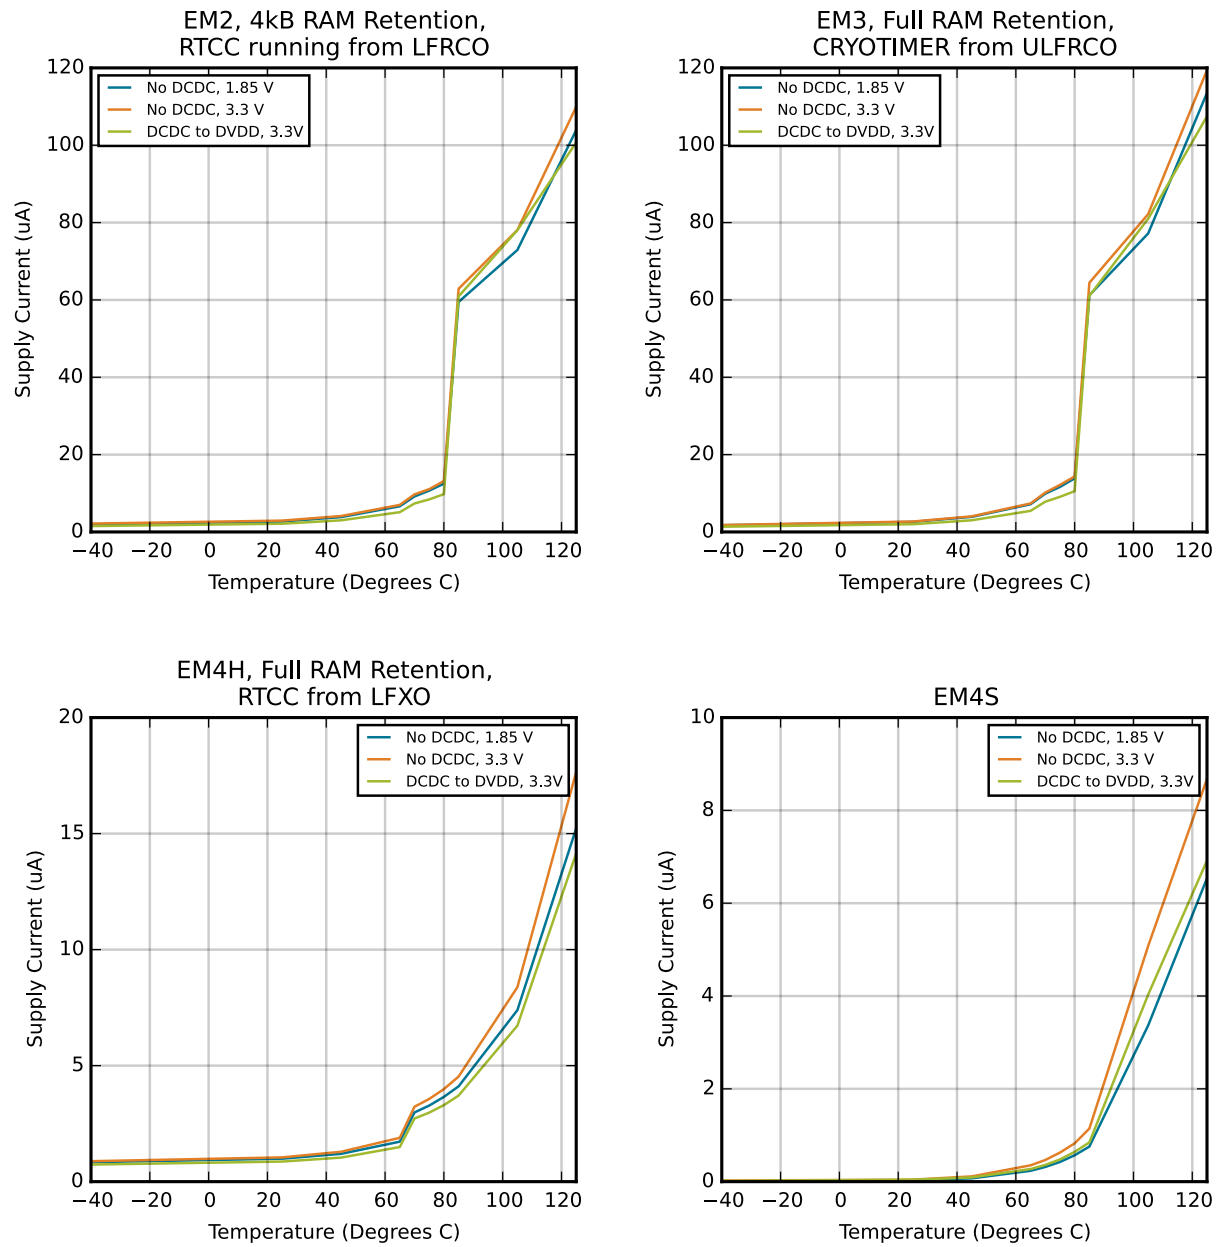 EM2, 4kB RAM Retention,
RTCC running from LFRCO
120
100
80
60
40
20
0
Supply Current (uA)
No DCDC, 1.85 V
No DCDC, 3.3 V
DCDC to DVDD, 3.3V
−40 −20 0 20 40 60 80 100 120
Temperature (Degrees C)
EM3, Full RAM Retention,
CRYOTIMER from ULFRCO
120
100
80
60
40
20
0
Supply Current (uA)
No DCDC, 1.85 V
No DCDC, 3.3 V
DCDC to DVDD, 3.3V
−40 −20 0 20 40 60 80 100 120
Temperature (Degrees C)
EM4H, Full RAM Retention,
RTCC from LFXO
20
15
10
5
0
Supply Current (uA)
No DCDC, 1.85 V
No DCDC, 3.3 V
DCDC to DVDD, 3.3V
−40 −20 0 20 40 60 80 100 120
Temperature (Degrees C)
EM4S
10
8
6
4
2
0
Supply Current (uA)
No DCDC, 1.85 V
No DCDC, 3.3 V
DCDC to DVDD, 3.3V
−40 −20 0 20 40 60 80 100 120
Temperature (Degrees C)